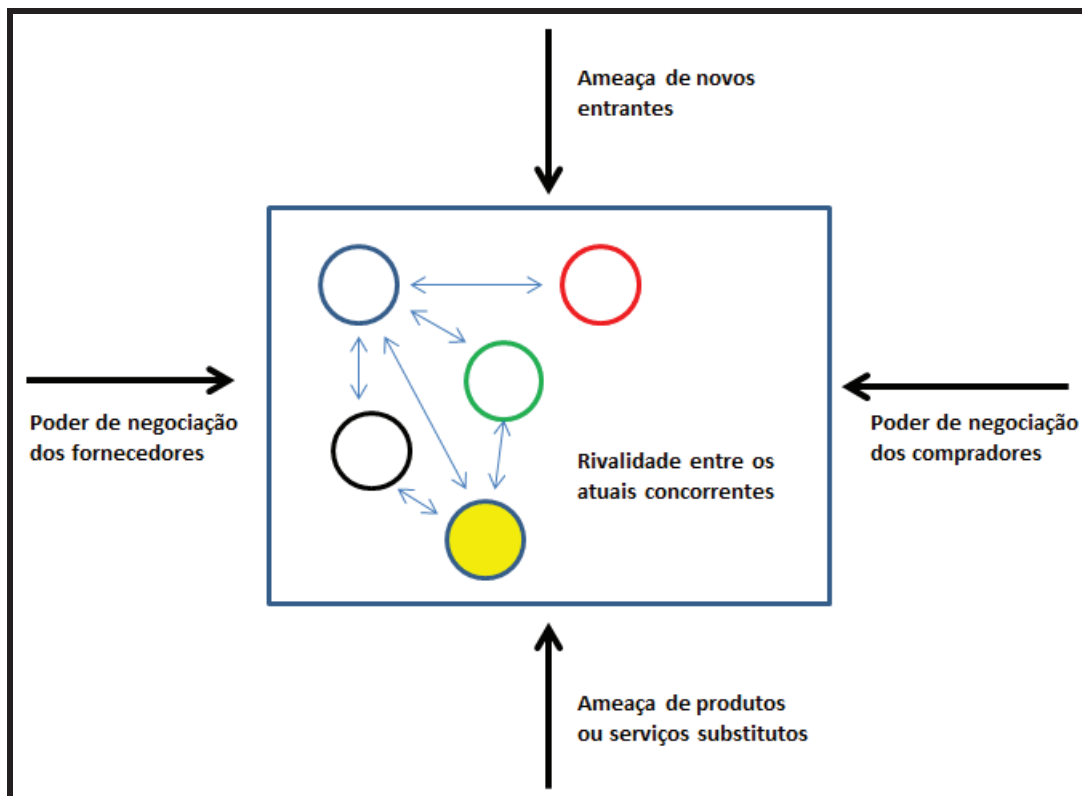 Ameaça de novos
entrantes
Poder de negociação
dos fornecedores
Poder de negociação
dos compradores
Rivalidade entre os
atuais concorrentes
Ameaça de produtos
ou serviços substitutos